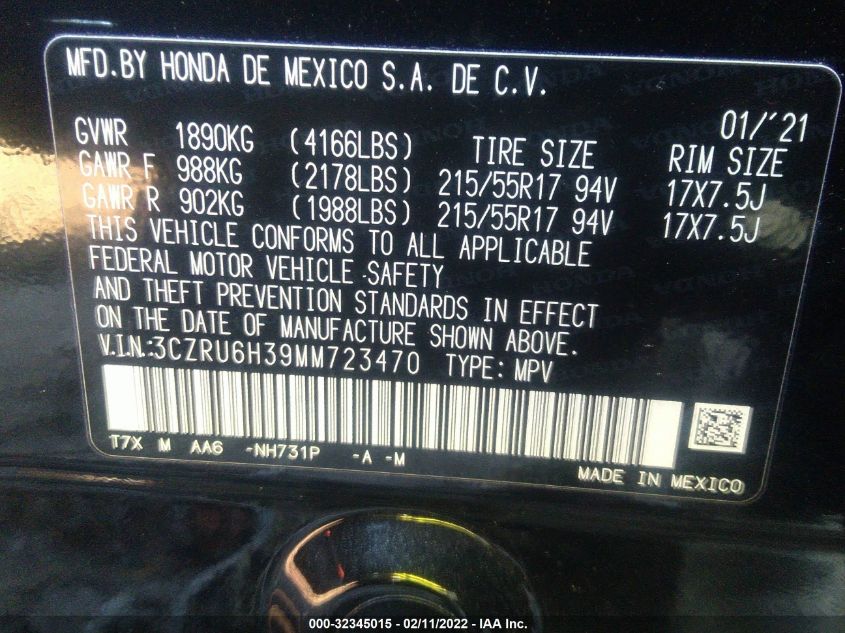 MFD.BY HONDA DE MEXICO S.A. DE C.V.
01/'21
GVWR 1890KG (4166LBS) TIRE SIZE RIM SIZE
GAWR F 988KG (2178LBS) 215/55R17 94V 17X7.5J
GAWR R 902KG (1988LBS) 215/55R17 94V 17X7.5J
THIS VEHICLE CONFORMS TO ALL APPLICABLE
FEDERAL MOTOR VEHICLE SAFETY
AND THEFT PREVENTION STANDARDS IN EFFECT
ON THE DATE OF MANUFACTURE SHOWN ABOVE.
V.I.N.:3CZRU6H39MM723470 TYPE: MPV
T7X M AA6 -NH731P -A -M
MADE IN MEXICO
000-32345015 - 02/11/2022 - IAA Inc.